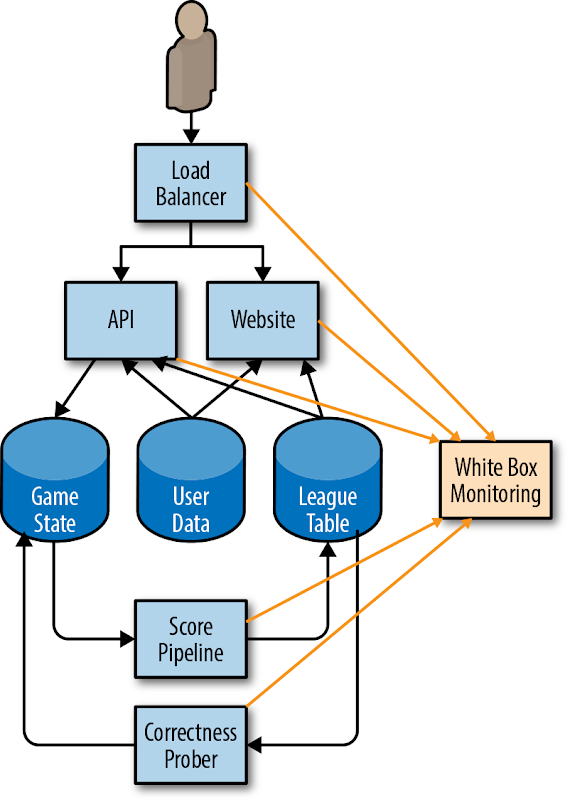 Load
Balancer
API
Website
Game
State
User
Data
League
Table
White Box
Monitoring
Score
Pipeline
Correctness
Prober